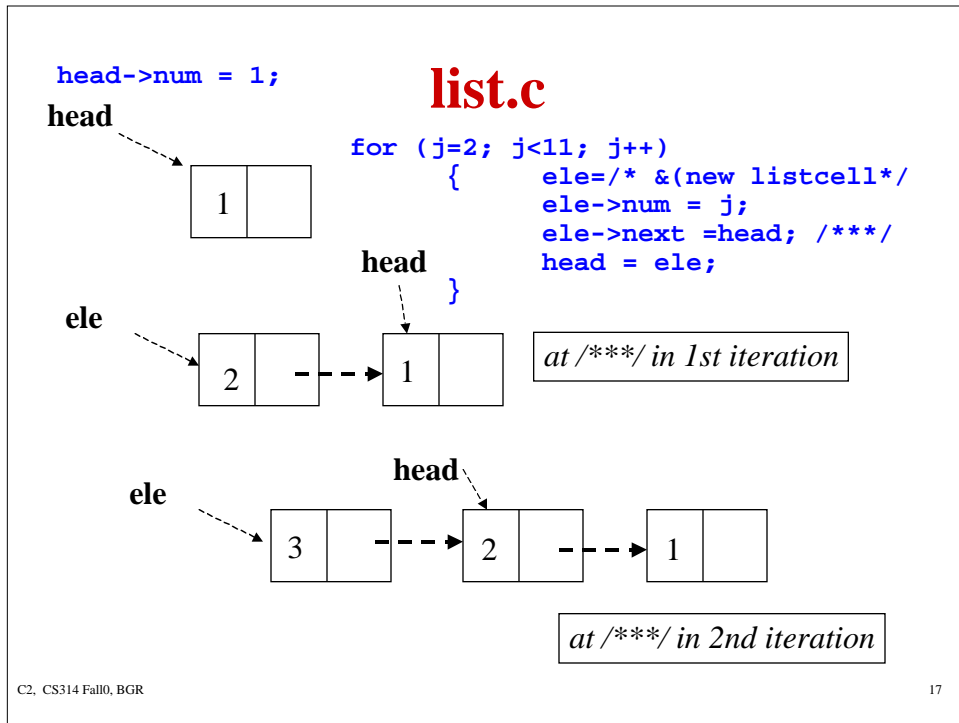 head->num = 1;
list.c
head
for (j=2; j<11; j++)
{ ele=/* &(new listcell*/
ele->num = j;
ele->next =head; /***/
head = ele;
}
1
head
ele
2
1
at /***/ in 1st iteration
head
ele
3
2
1
at /***/ in 2nd iteration
C2, CS314 Fall0, BGR
17